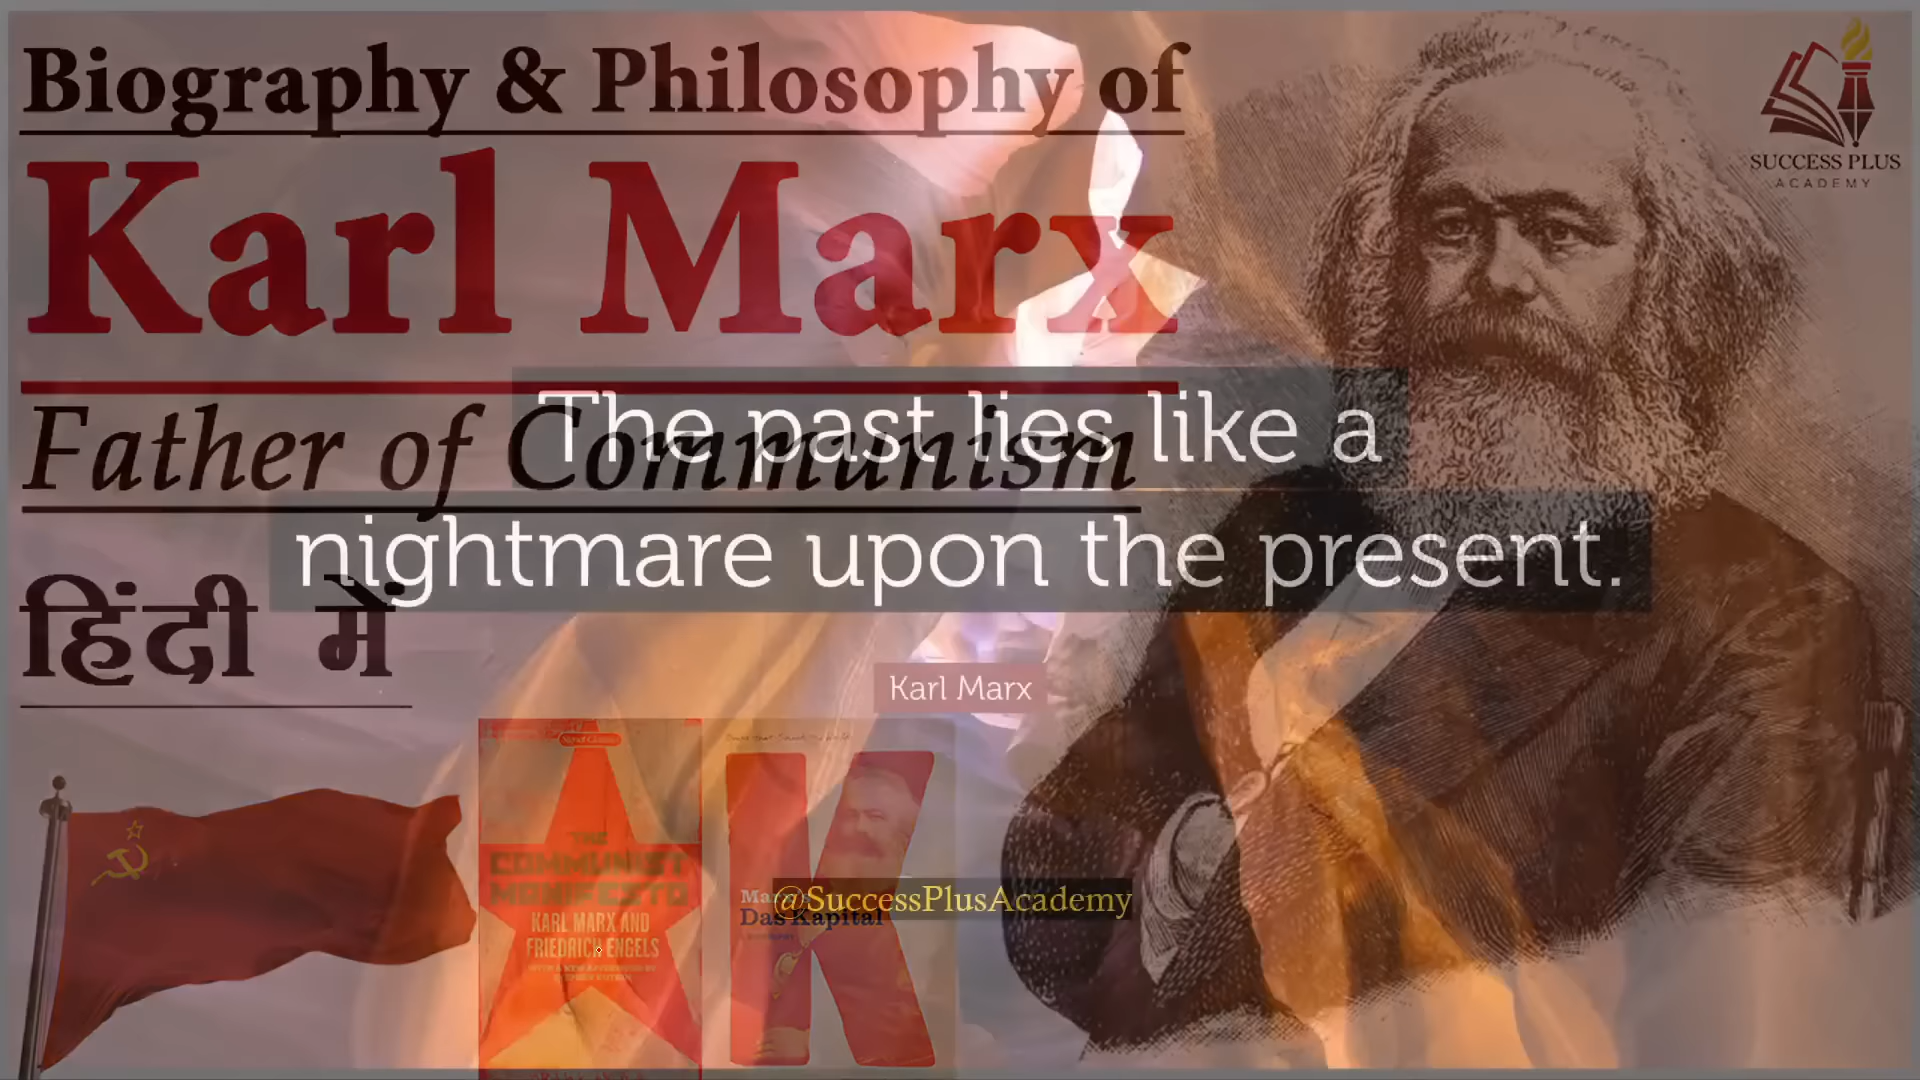 Biography & Philosophy of
Karl Marx
Father of Communism
हिंदी में
The past lies like a
nightmare upon the present.
Karl Marx
SUCCESS PLUS
ACADEMY
THE
COMMUNIST
MANIFESTO
KARL MARX AND
FRIEDRICH ENGELS
K
Marx's
Das Kapital
@SuccessPlusAcademy